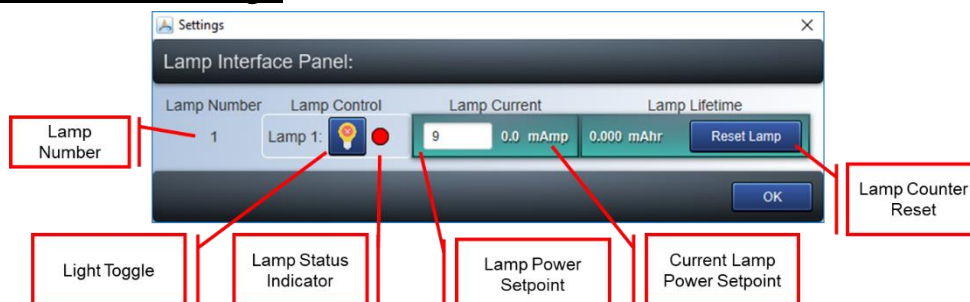 Settings
Lamp Interface Panel:
Lamp Number Lamp Control Lamp Current Lamp Lifetime
1 Lamp 1: 9 0.0 mAmp 0.000 mAhr Reset Lamp
OK
Lamp
Number
Lamp Counter
Reset
Light Toggle
Lamp Status
Indicator
Lamp Power
Setpoint
Current Lamp
Power Setpoint